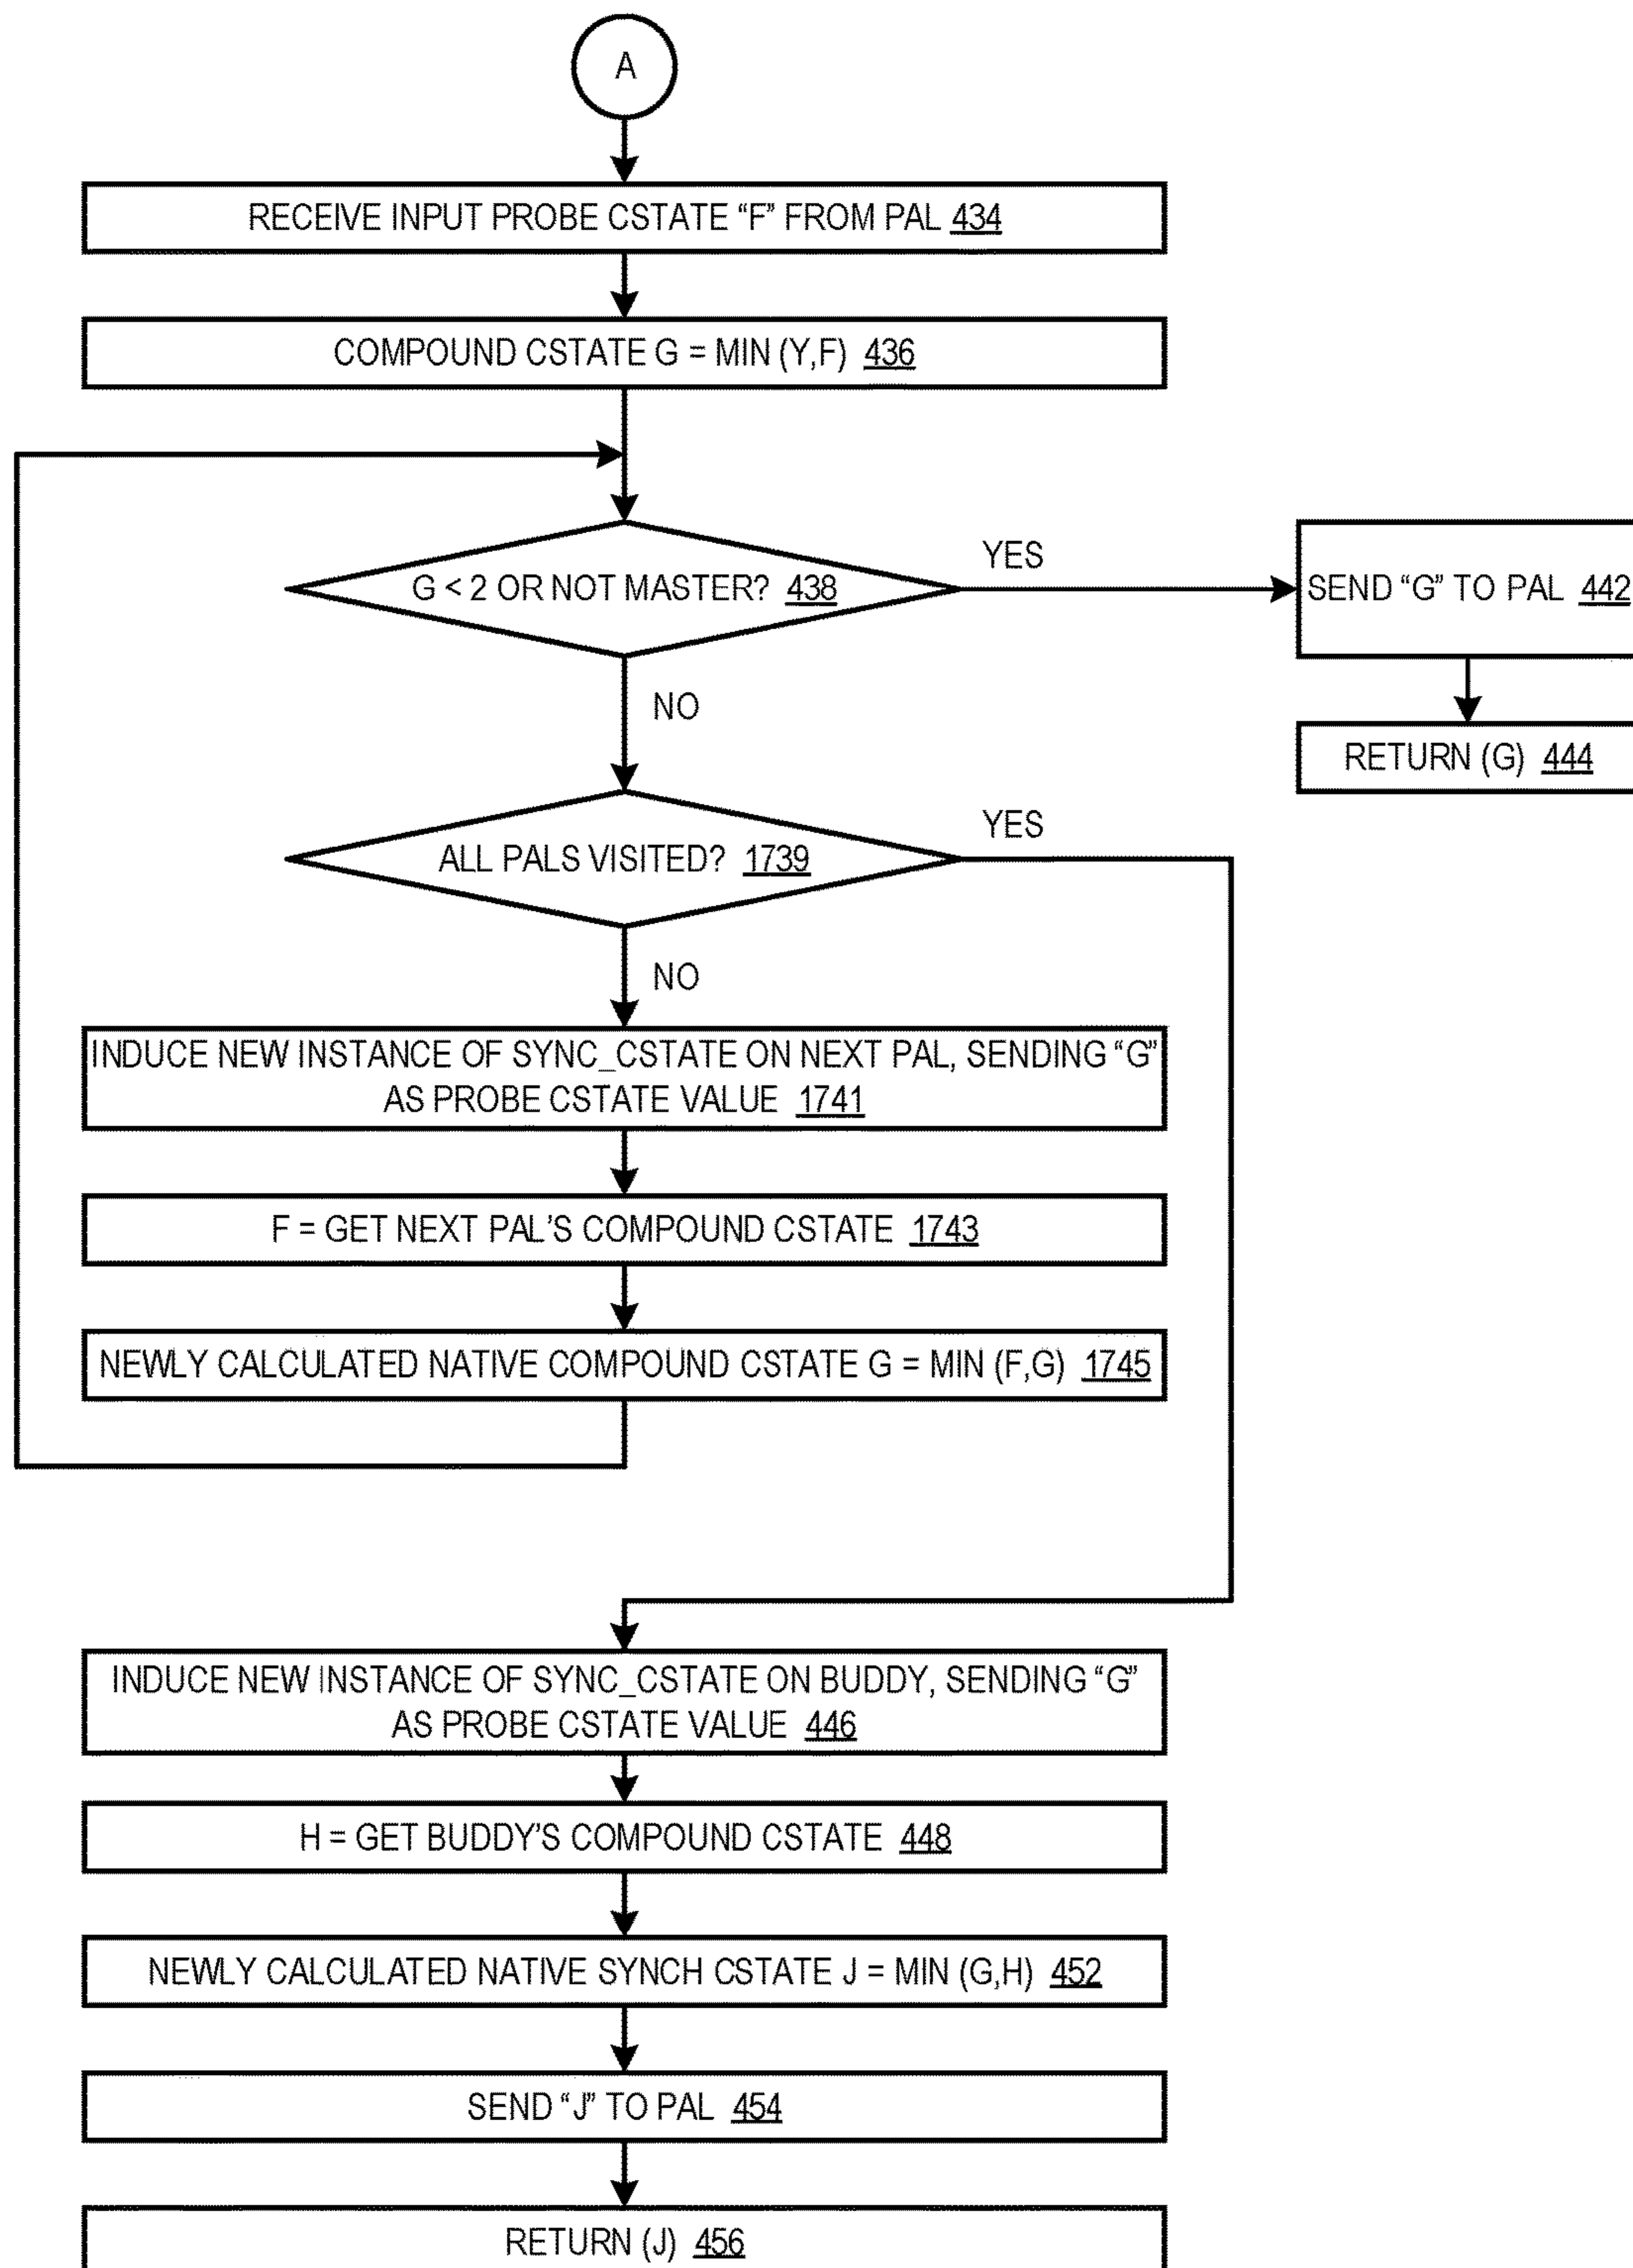 A
RECEIVE INPUT PROBE CSTATE “F” FROM PAL 434
COMPOUND CSTATE G = MIN (Y,F) 436
G < 2 OR NOT MASTER? 438
YES
SEND “G” TO PAL 442
RETURN (G) 444
NO
ALL PALS VISITED? 1739
YES
NO
INDUCE NEW INSTANCE OF SYNC_CSTATE ON NEXT PAL, SENDING “G”
AS PROBE CSTATE VALUE 1741
F = GET NEXT PAL’S COMPOUND CSTATE 1743
NEWLY CALCULATED NATIVE COMPOUND CSTATE G = MIN (F,G) 1745
INDUCE NEW INSTANCE OF SYNC_CSTATE ON BUDDY, SENDING “G”
AS PROBE CSTATE VALUE 446
H = GET BUDDY’S COMPOUND CSTATE 448
NEWLY CALCULATED NATIVE SYNCH CSTATE J = MIN (G,H) 452
SEND “J” TO PAL 454
RETURN (J) 456